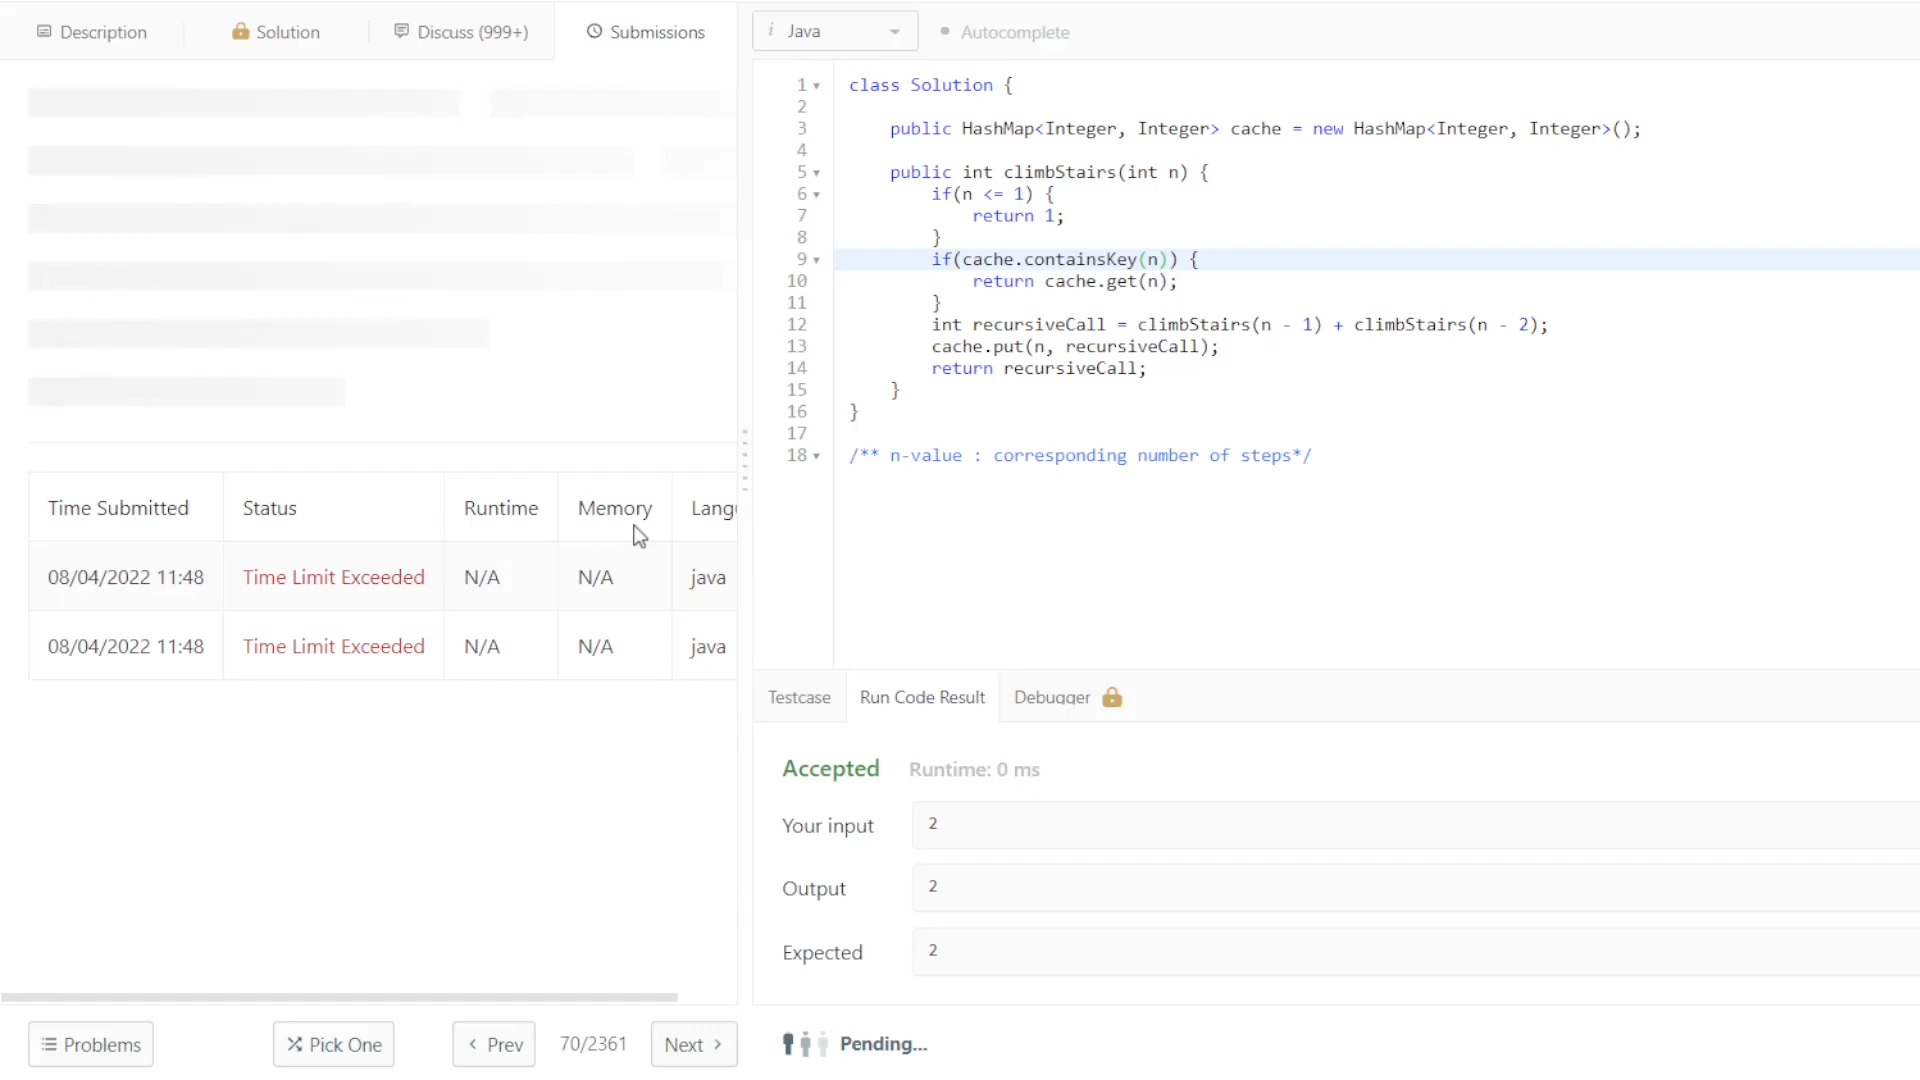 Description
Solution
Discuss (999+)
Submissions
Time Submitted Status Runtime Memory Langu
08/04/2022 11:48 Time Limit Exceeded N/A N/A java
08/04/2022 11:48 Time Limit Exceeded N/A N/A java
Problems
Pick One
Prev
70/2361
Next
i Java
Autocomplete
1 class Solution {
2
3 public HashMap<Integer, Integer> cache = new HashMap<Integer, Integer>();
4
5 public int climbStairs(int n) {
6 if(n <= 1) {
7 return 1;
8 }
9 if(cache.containsKey(n)) {
10 return cache.get(n);
11 }
12 int recursiveCall = climbStairs(n - 1) + climbStairs(n - 2);
13 cache.put(n, recursiveCall);
14 return recursiveCall;
15 }
16 }
17
18 /** n-value : corresponding number of steps*/
Testcase
Run Code Result
Debugger
Accepted Runtime: 0 ms
Your input 2
Output 2
Expected 2
Pending...